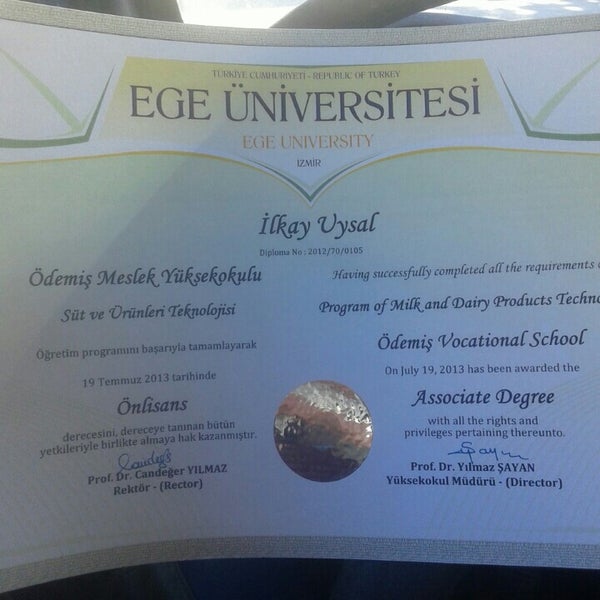 TÜRKİYE CUMHURİYETİ - REPUBLIC OF TURKEY
EGE ÜNİVERSİTESİ
EGE UNIVERSITY
İZMİR
İlkay Uysal
Diploma No : 2012/70/0105
Ödemiş Meslek Yüksekokulu
Süt ve Ürünleri Teknolojisi
Öğretim programını başarıyla tamamlayarak
19 Temmuz 2013 tarihinde
Önlisans
derecesini, dereceye tanınan bütün
yetkileriyle birlikte almaya hak kazanmıştır.
Prof. Dr. Candeğer YILMAZ
Rektör - (Rector)
Having successfully completed all the requirements
Program of Milk and Dairy Products Techno
Ödemiş Vocational School
On July 19, 2013 has been awarded the
Associate Degree
with all the rights and
privileges pertaining thereunto.
Prof. Dr. Yılmaz ŞAYAN
Yüksekokul Müdürü - (Director)